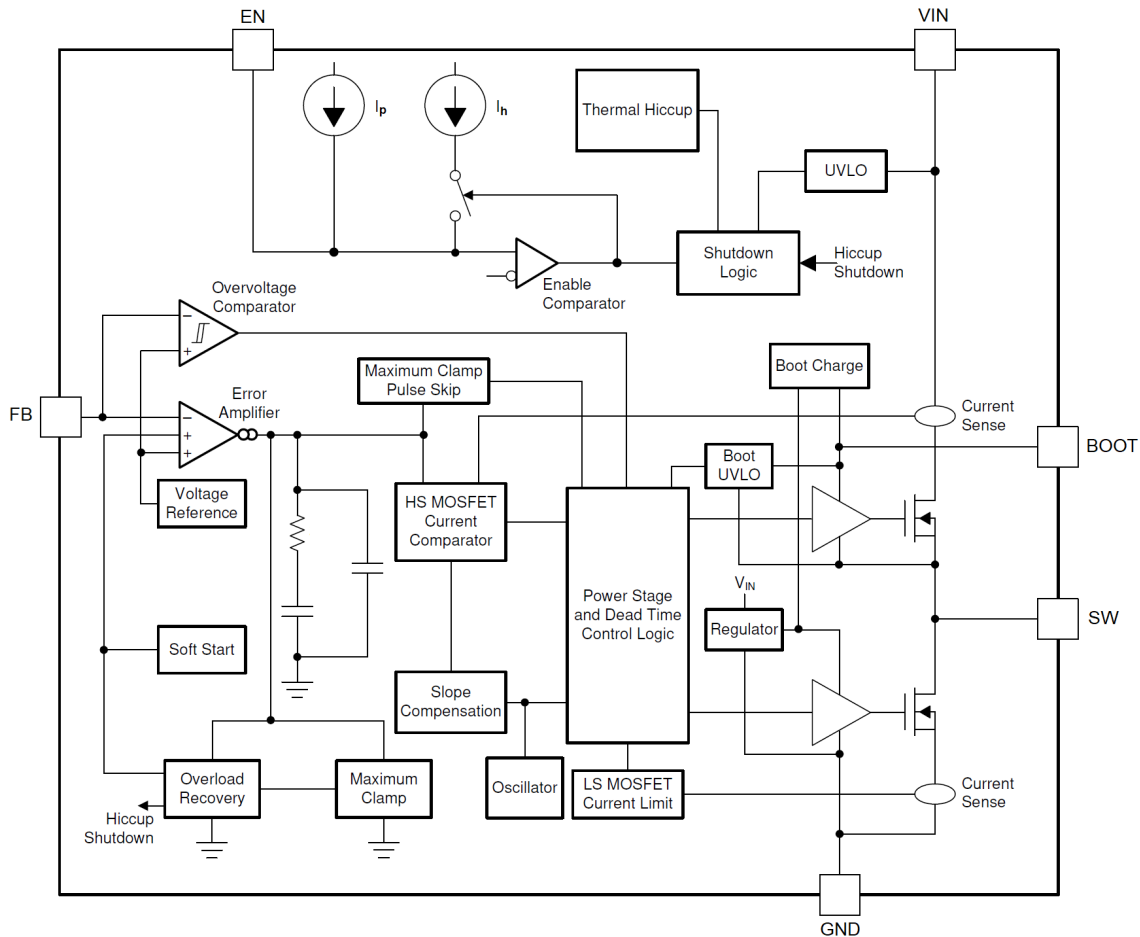 EN
VIN
Ip
Ih
Thermal Hiccup
UVLO
Shutdown
Logic
Hiccup
Shutdown
Enable
Comparator
Overvoltage
Comparator
−
+
Maximum Clamp
Pulse Skip
Boot Charge
FB
Error
Amplifier
−
+
+
Current
Sense
BOOT
Voltage
Reference
HS MOSFET
Current
Comparator
Boot
UVLO
Power Stage
and Dead Time
Control Logic
VIN
Regulator
SW
Soft Start
Slope
Compensation
Overload
Recovery
Maximum
Clamp
Oscillator
LS MOSFET
Current Limit
Current
Sense
Hiccup
Shutdown
GND